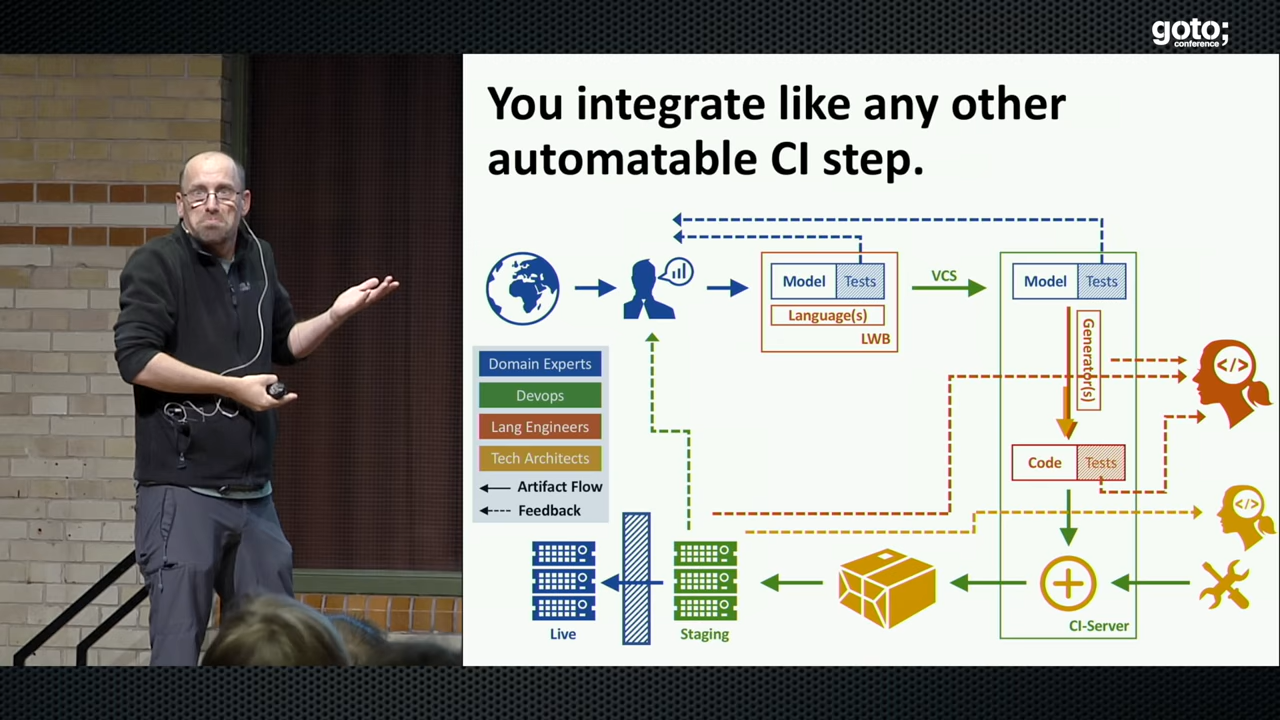 goto;
conference
You integrate like any other
automatable CI step.
Model
Tests
Language(s)
LWB
VCS
Model
Tests
Generator(s)
</>
Code
Tests
</>
CI-Server
Domain Experts
Devops
Lang Engineers
Tech Architects
Artifact Flow
Feedback
Live
Staging